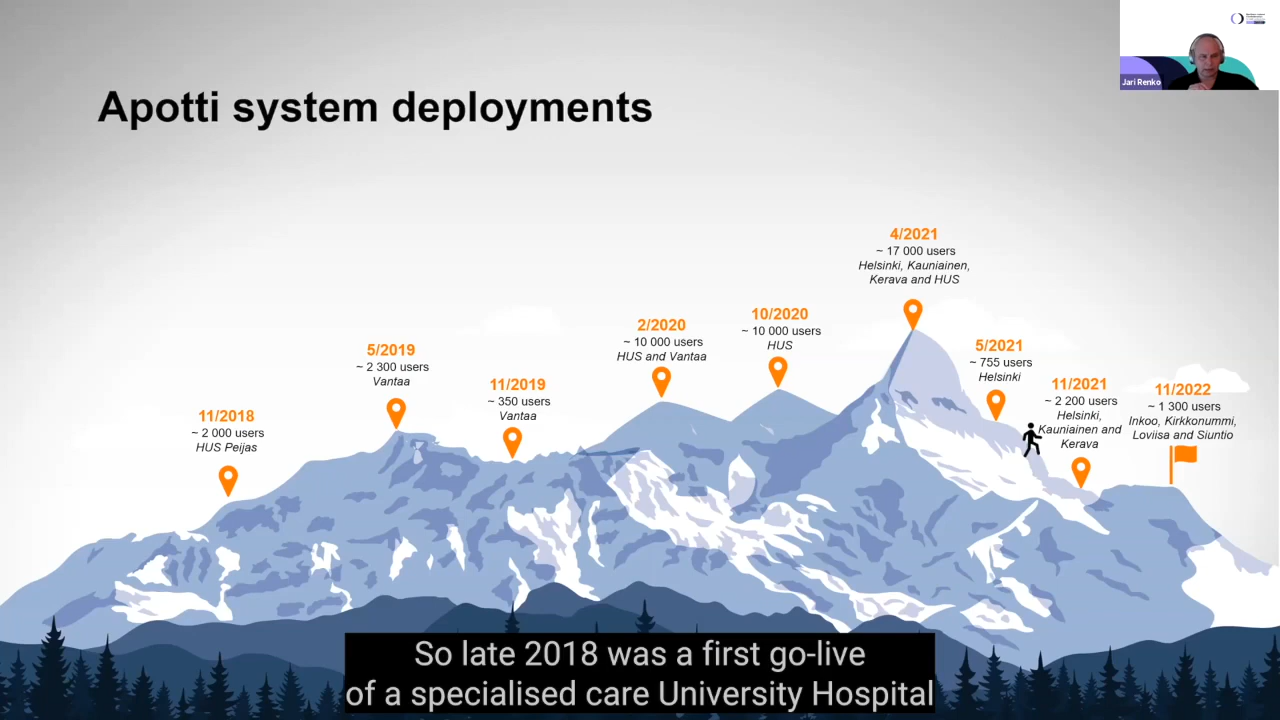 Jari Renko
Apotti system deployments
11/2018
~ 2 000 users
HUS Peijas
5/2019
~ 2 300 users
Vantaa
11/2019
~ 350 users
Vantaa
2/2020
~ 10 000 users
HUS and Vantaa
10/2020
~ 10 000 users
HUS
4/2021
~ 17 000 users
Helsinki, Kauniainen,
Kerava and HUS
5/2021
~ 755 users
Helsinki
11/2021
~ 2 200 users
Helsinki,
Kauniainen and
Kerava
11/2022
~ 1 300 users
Inkoo, Kirkkonummi,
Loviisa and Siuntio
So late 2018 was a first go-live
of a specialised care University Hospital